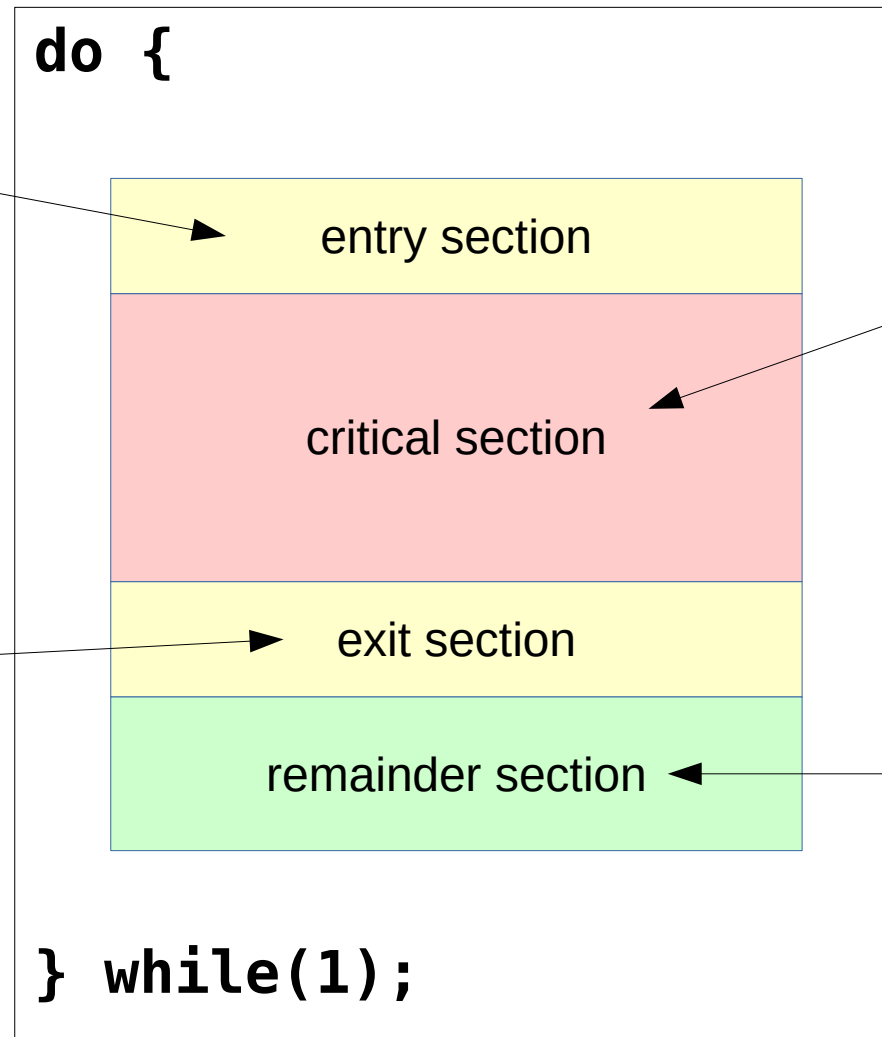 do {
entry section
critical section
exit section
remainder section
} while(1);